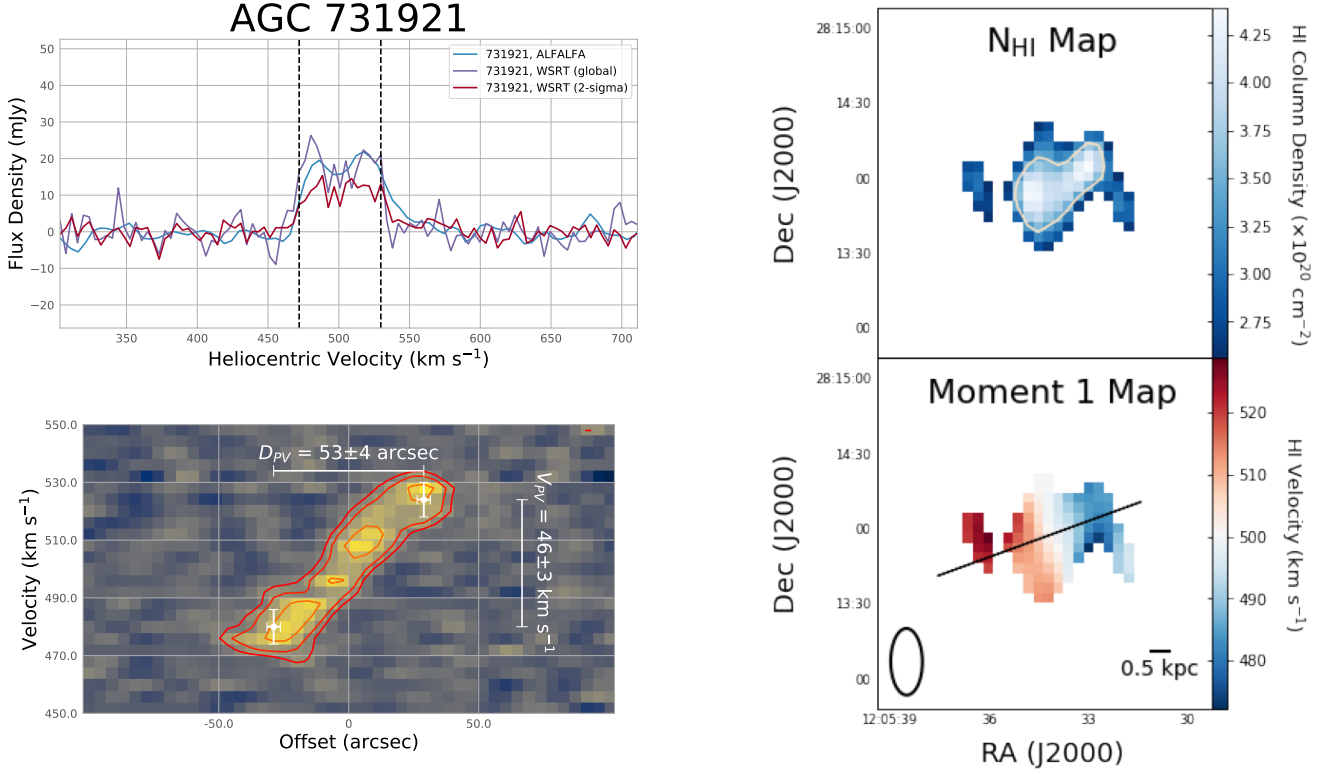 AGC 731921
731921, ALFALFA
731921, WSRT (global)
731921, WSRT (2-sigma)
50
40
30
20
10
0
−10
−20
Flux Density (mJy)
350 400 450 500 550 600 650 700
Heliocentric Velocity (km s⁻¹)
D_PV = 53±4 arcsec
V_PV = 46±3 km s⁻¹
550.0
530.0
510.0
490.0
470.0
450.0
Velocity (km s⁻¹)
-50.0 0 50.0
Offset (arcsec)
N_HI Map
28:15:00
14:30
00
13:30
00
Dec (J2000)
4.25
4.00
3.75
3.50
3.25
3.00
2.75
HI Column Density (×10²⁰ cm⁻²)
Moment 1 Map
28:15:00
14:30
00
13:30
00
Dec (J2000)
0.5 kpc
520
510
500
490
480
HI Velocity (km s⁻¹)
12:05:39 36 33 30
RA (J2000)